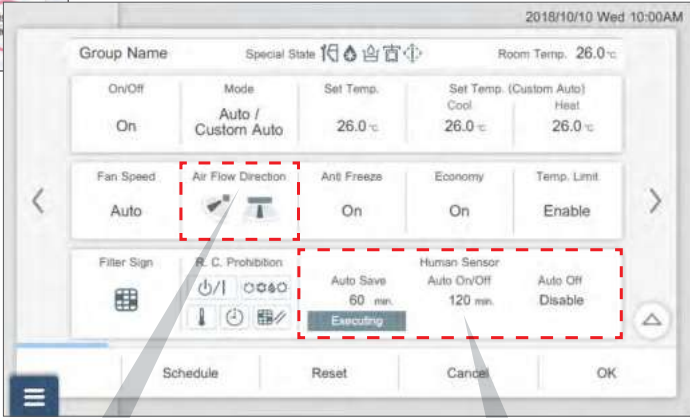 2018/10/10 Wed 10:00AM
Group Name
Special State
Room Temp. 26.0℃
On/Off
On
Mode
Auto /
Custom Auto
Set Temp.
26.0 ℃
Set Temp. (Custom Auto)
Cool
26.0 ℃
Heat
26.0 ℃
Fan Speed
Auto
Air Flow Direction
Anti Freeze
On
Economy
On
Temp. Limit
Enable
Filter Sign
R. C. Prohibition
Human Sensor
Auto Save
60 min.
Executing
Auto On/Off
120 min.
Auto Off
Disable
Schedule
Reset
Cancel
OK